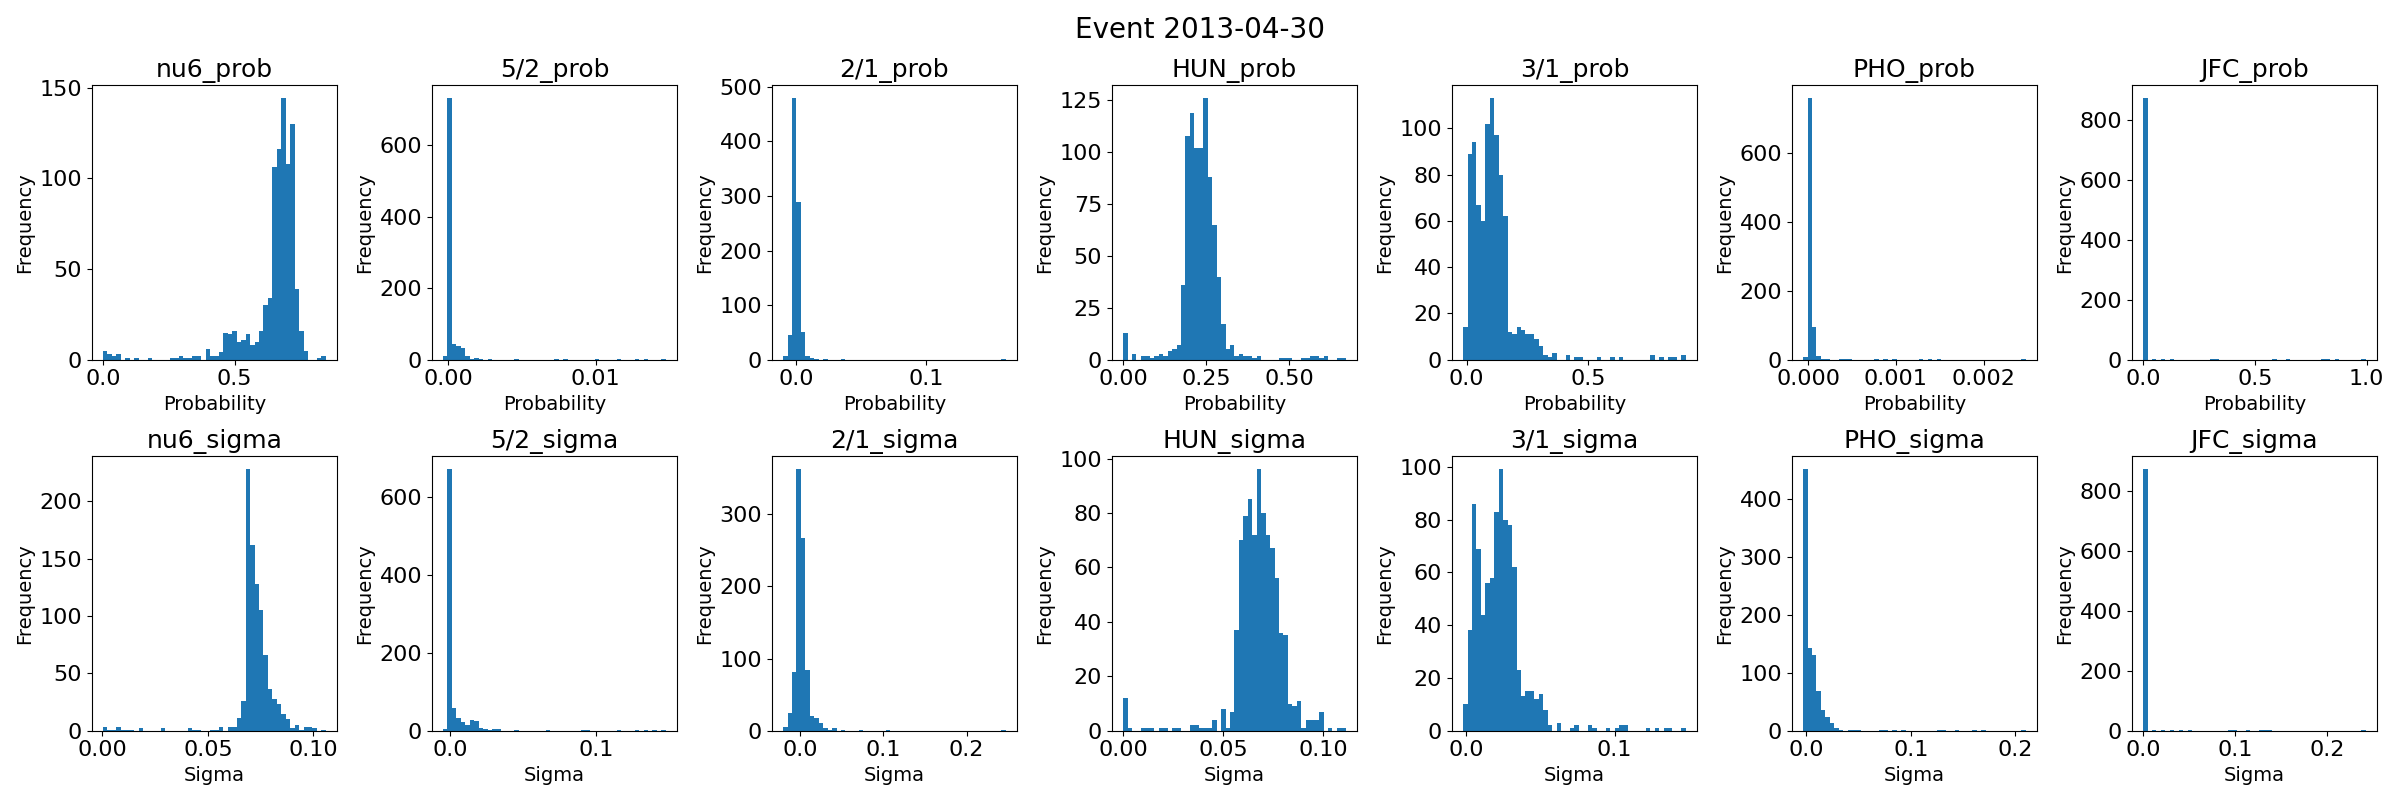 Event 2013-04-30
nu6_prob
5/2_prob
2/1_prob
HUN_prob
3/1_prob
PHO_prob
JFC_prob
150
100
50
0
Frequency
0.0 0.5
Probability
600
400
200
0
Frequency
0.00 0.01
Probability
500
400
300
200
100
0
Frequency
0.0 0.1
Probability
125
100
75
50
25
0
Frequency
0.00 0.25 0.50
Probability
100
80
60
40
20
0
Frequency
0.0 0.5
Probability
600
400
200
0
Frequency
0.000 0.001 0.002
Probability
800
600
400
200
0
Frequency
0.0 0.5 1.0
Probability
nu6_sigma
5/2_sigma
2/1_sigma
HUN_sigma
3/1_sigma
PHO_sigma
JFC_sigma
200
150
100
50
0
Frequency
0.00 0.05 0.10
Sigma
600
400
200
0
Frequency
0.0 0.1
Sigma
300
200
100
0
Frequency
0.0 0.1 0.2
Sigma
100
80
60
40
20
0
Frequency
0.00 0.05 0.10
Sigma
100
80
60
40
20
0
Frequency
0.0 0.1
Sigma
400
300
200
100
0
Frequency
0.0 0.1 0.2
Sigma
800
600
400
200
0
Frequency
0.0 0.1 0.2
Sigma